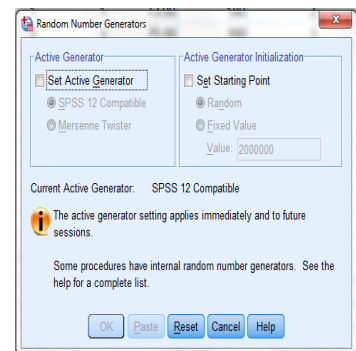 Random Number Generators
x
Active Generator
Set Active Generator
SPSS 12 Compatible
Mersenne Twister
Active Generator Initialization
Set Starting Point
Random
Fixed Value
Value: 2000000
Current Active Generator: SPSS 12 Compatible
The active generator setting applies immediately and to future
sessions.
Some procedures have internal random number generators. See the
help for a complete list.
OK Paste Reset Cancel Help